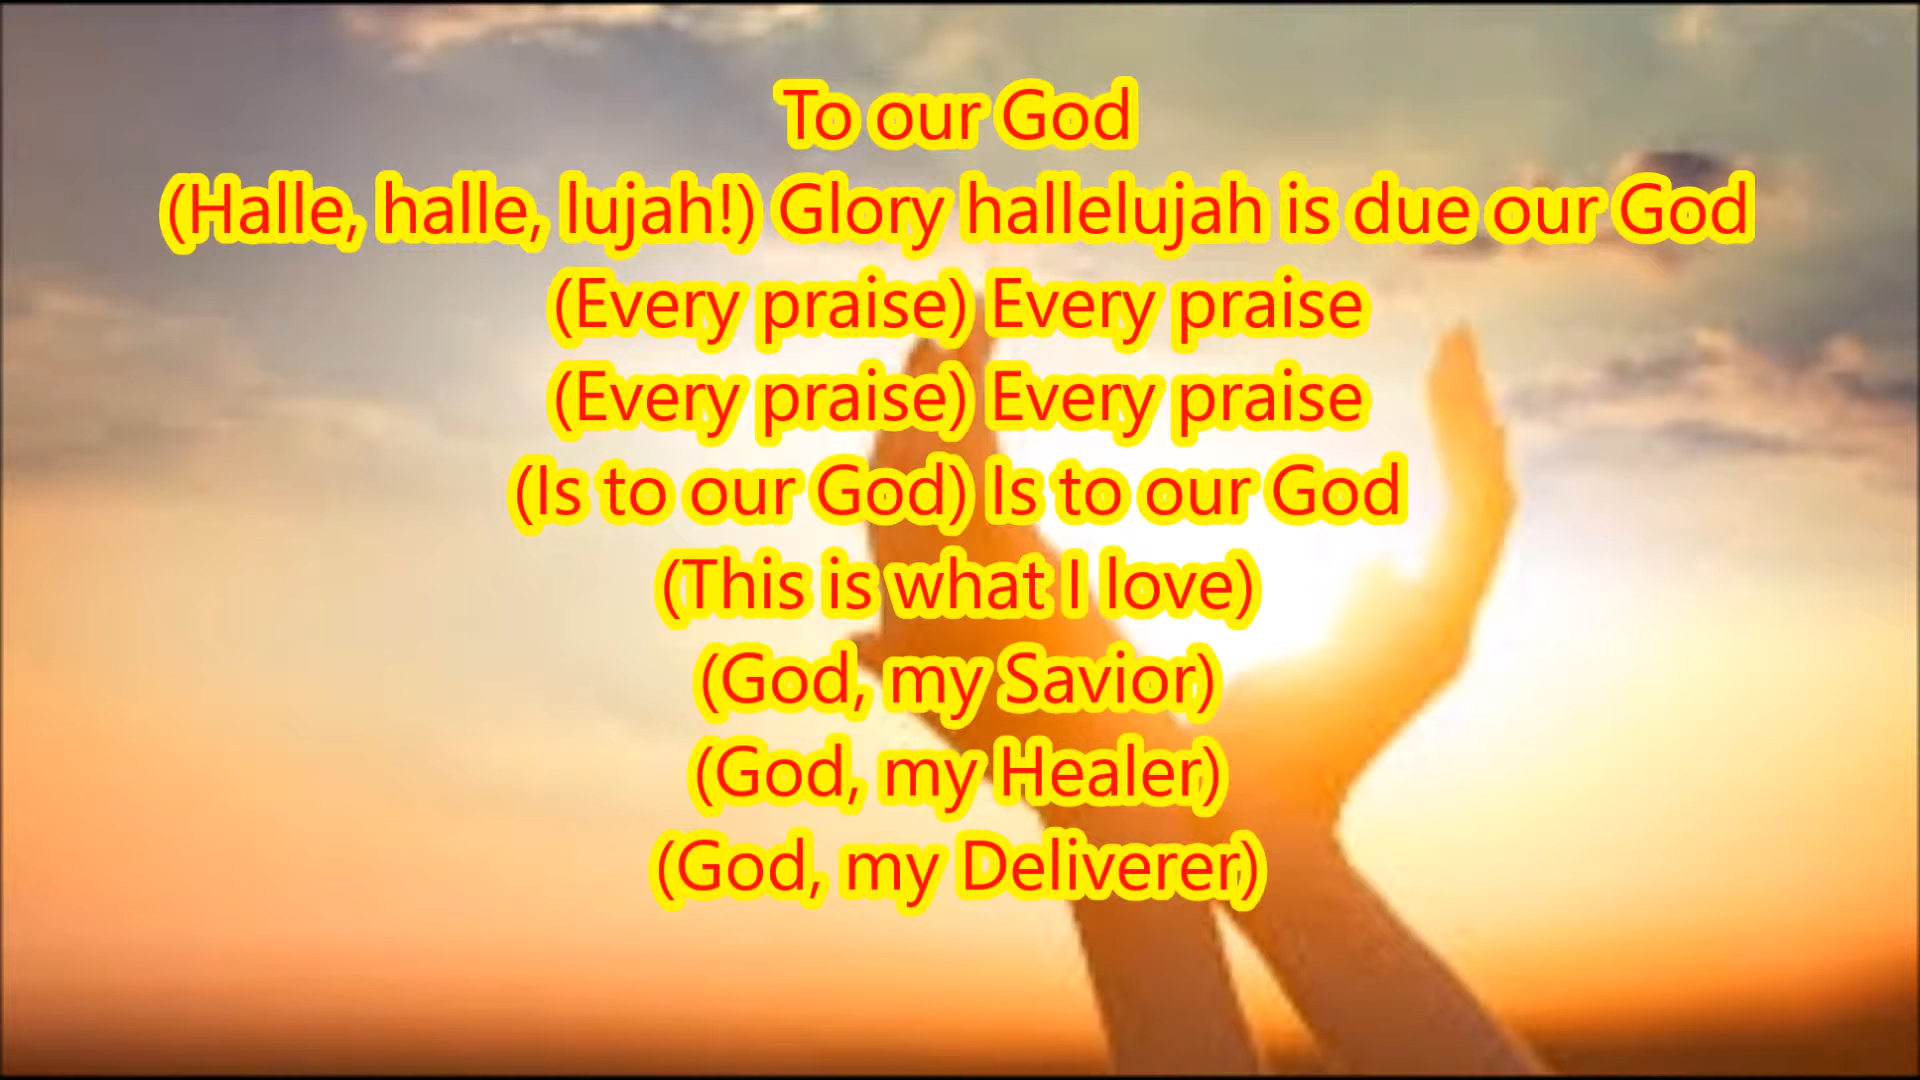 To our God
(Halle, halle, lujah!) Glory hallelujah is due our God
(Every praise) Every praise
(Every praise) Every praise
(Is to our God) Is to our God
(This is what I love)
(God, my Savior)
(God, my Healer)
(God, my Deliverer)